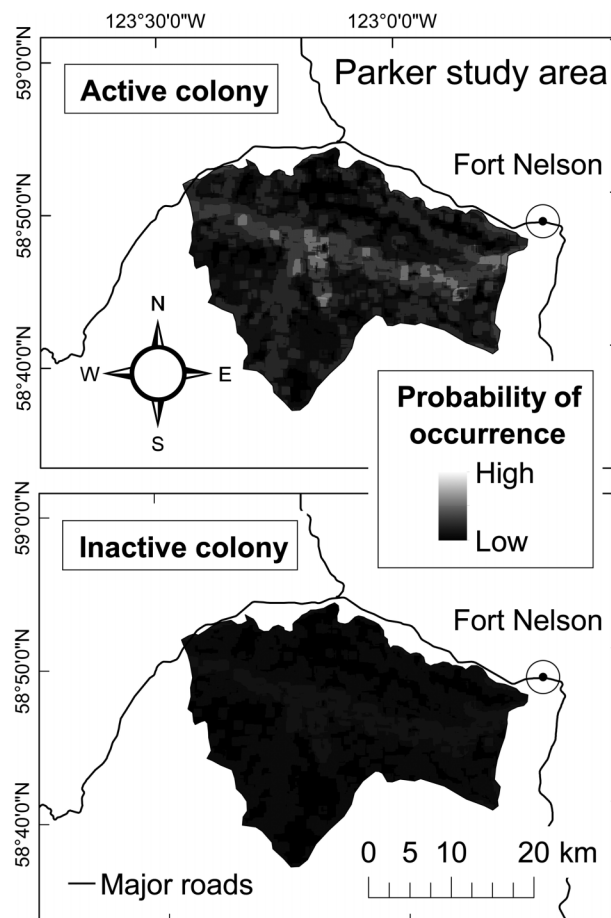 123°30'0"W 123°0'0"W
59°0'0"N
Parker study area
Active colony
Fort Nelson
58°50'0"N
N
W E
S
58°40'0"N
Probability of
occurrence
High
Low
59°0'0"N
Inactive colony
Fort Nelson
58°50'0"N
58°40'0"N
0 5 10 20 km
Major roads